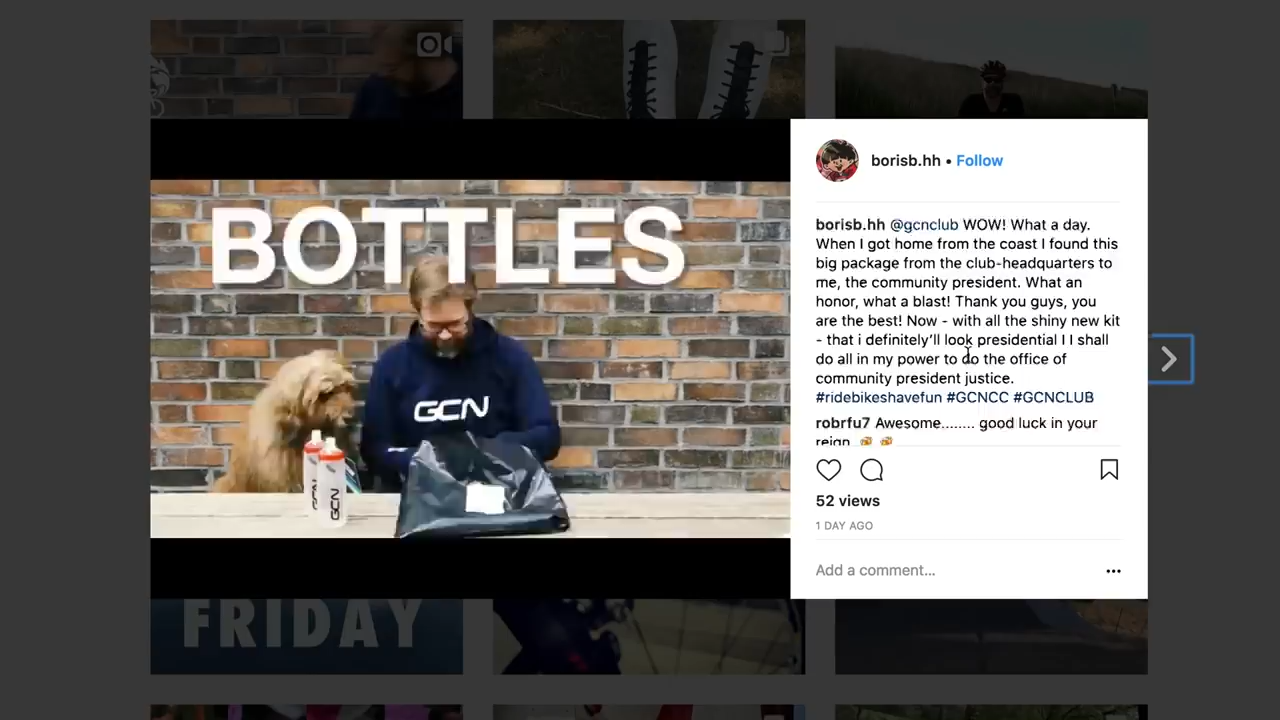 BOTTLES
GCN
GCN
GCN
borisb.hh • Follow
borisb.hh @gcnclub WOW! What a day.
When I got home from the coast I found this
big package from the club-headquarters to
me, the community president. What an
honor, what a blast! Thank you guys, you
are the best! Now - with all the shiny new kit
- that i definitely'll look presidential I I shall
do all in my power to do the office of
community president justice.
#ridebikeshavefun #GCNCC #GCNCLUB
robrfu7 Awesome........ good luck in your
reign
52 views
1 DAY AGO
Add a comment...
FRIDAY